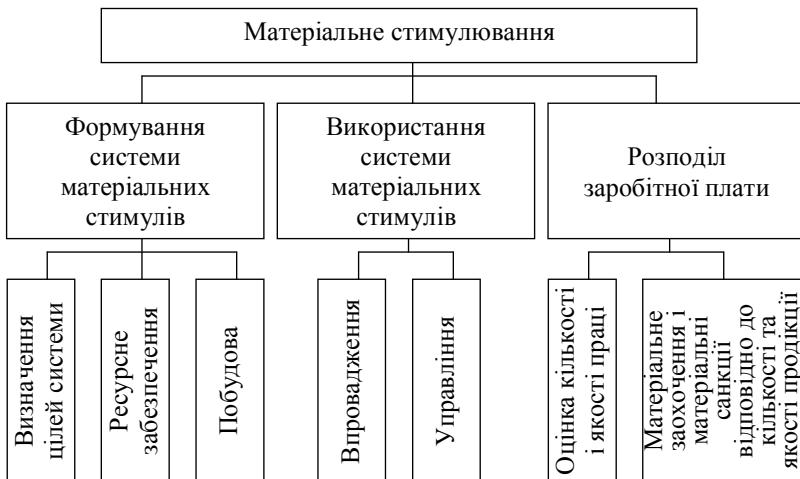 Матеріальне стимулювання
Формування
системи
матеріальних
стимулів
Використання
системи
матеріальних
стимулів
Розподіл
заробітної плати
Визначення
цілей системи
Ресурсне
забезпечення
Побудова
Впровадження
Управління
Оцінка кількості
і якості праці
Матеріальне
заохочення і
матеріальні
санкції
відповідно до
кількості та
якості продікції